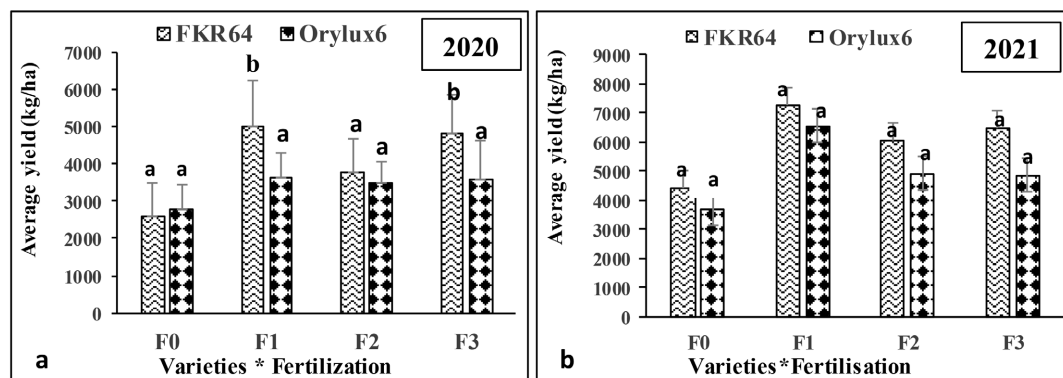 FKR64 Orylux6
2020
Average yield(kg/ha)
7000
6000
5000
4000
3000
2000
1000
0
b
a
a
a
b
a
a
a
F0 F1 F2 F3
Varieties * Fertilization
a
FKR64 Orylux6
2021
Average yield(kg/ha)
9000
8000
7000
6000
5000
4000
3000
2000
1000
0
a
a
a
a
a
a
a
a
F0 F1 F2 F3
Varieties*Fertilisation
b